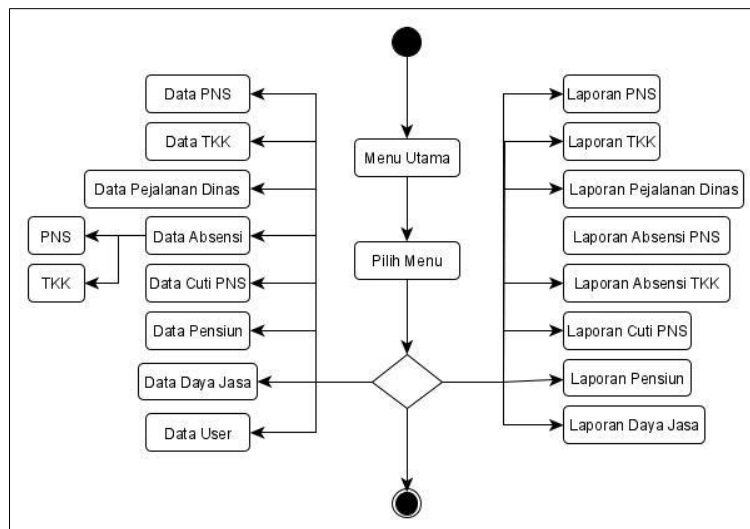 Data PNS
Data TKK
Data Pejalanan Dinas
Data Absensi
PNS
TKK
Data Cuti PNS
Data Pensiun
Data Daya Jasa
Data User
Menu Utama
Pilih Menu
Laporan PNS
Laporan TKK
Laporan Pejalanan Dinas
Laporan Absensi PNS
Laporan Absensi TKK
Laporan Cuti PNS
Laporan Pensiun
Laporan Daya Jasa